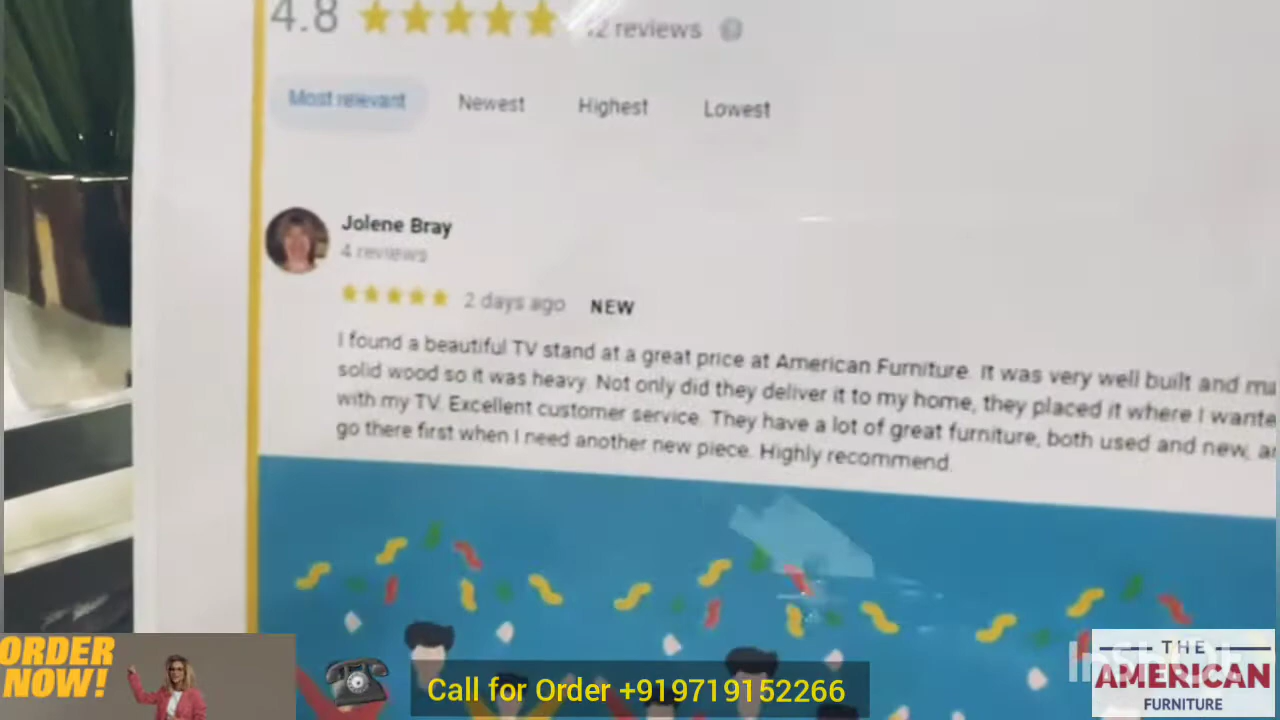 4.8
2 reviews
Most relevant Newest Highest Lowest
Jolene Bray
4 reviews
2 days ago NEW
I found a beautiful TV stand at a great price at American Furniture. It was very well built and
solid wood so it was heavy. Not only did they deliver it to my home, they placed it where I
with my TV. Excellent customer service. They have a lot of great furniture, both used and new,
go there first when I need another new piece. Highly recommend.
ORDER
NOW!
Call for Order +919719152266
THE
AMERICAN
FURNITURE